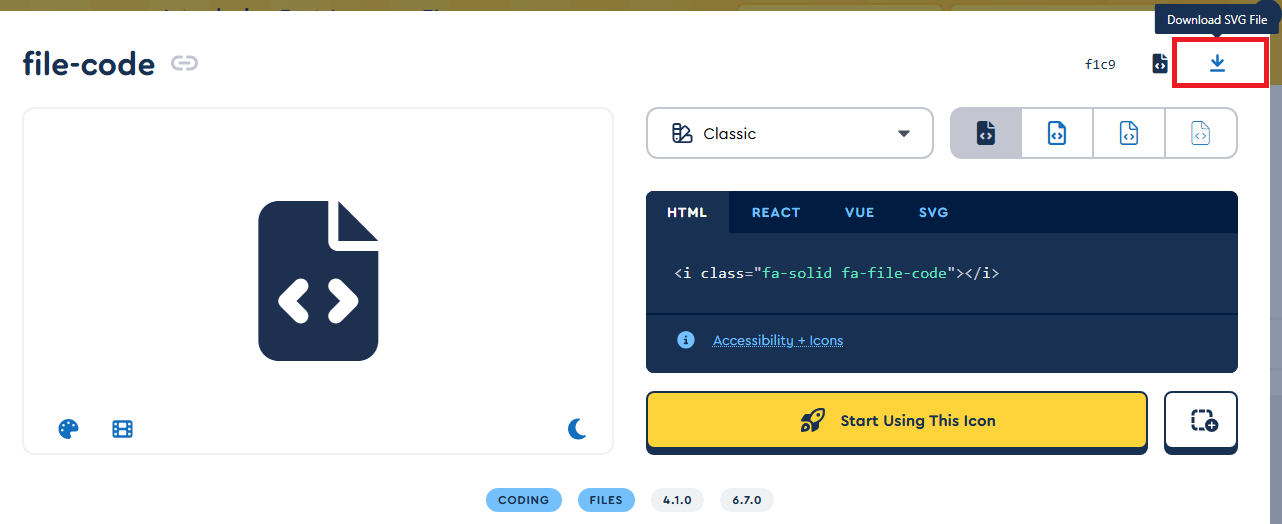 Download SVG File
file-code
f1c9
Classic
HTML REACT VUE SVG
<i class="fa-solid fa-file-code"></i>
Accessibility + Icons
Start Using This Icon
CODING FILES 4.1.0 6.7.0